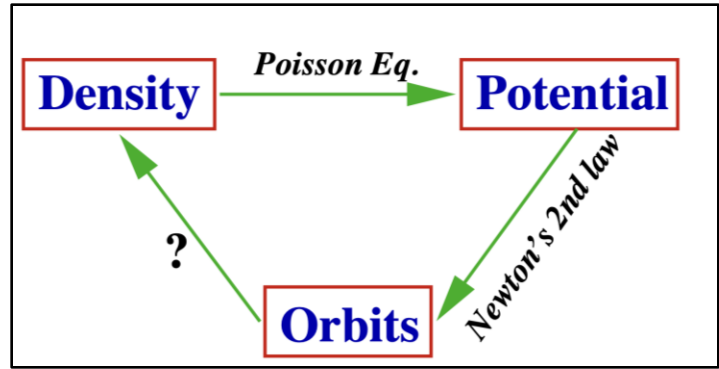 Poisson Eq.
Density
Potential
Newton's 2nd law
?
Orbits